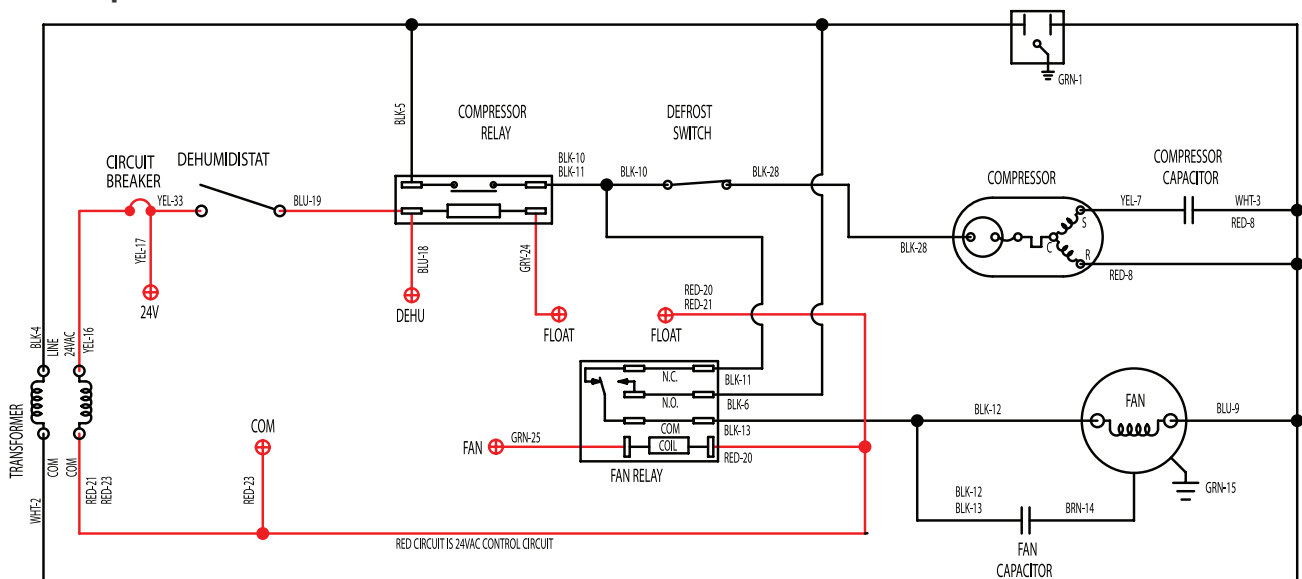 GRN-1
BLK-5
COMPRESSOR
RELAY
DEFROST
SWITCH
CIRCUIT
BREAKER
DEHUMIDISTAT
BLK-10
BLK-11
BLK-10
BLK-28
COMPRESSOR
COMPRESSOR
CAPACITOR
YEL-33
BLU-19
YEL-7
WHT-3
RED-8
S
C
R
BLK-28
RED-8
YEL-17
BLU-18
GRY-24
24V
DEHU
RED-20
RED-21
FLOAT
FLOAT
BLK-4
LINE
24VAC
YEL-16
N.C.
BLK-11
N.O.
BLK-6
COM
BLK-13
COIL
RED-20
FAN RELAY
FAN
GRN-25
BLK-12
FAN
BLU-9
GRN-15
TRANSFORMER
COM
COM
WHT-2
RED-21
RED-23
COM
RED-23
BLK-12
BLK-13
BRN-14
FAN
CAPACITOR
RED CIRCUIT IS 24VAC CONTROL CIRCUIT